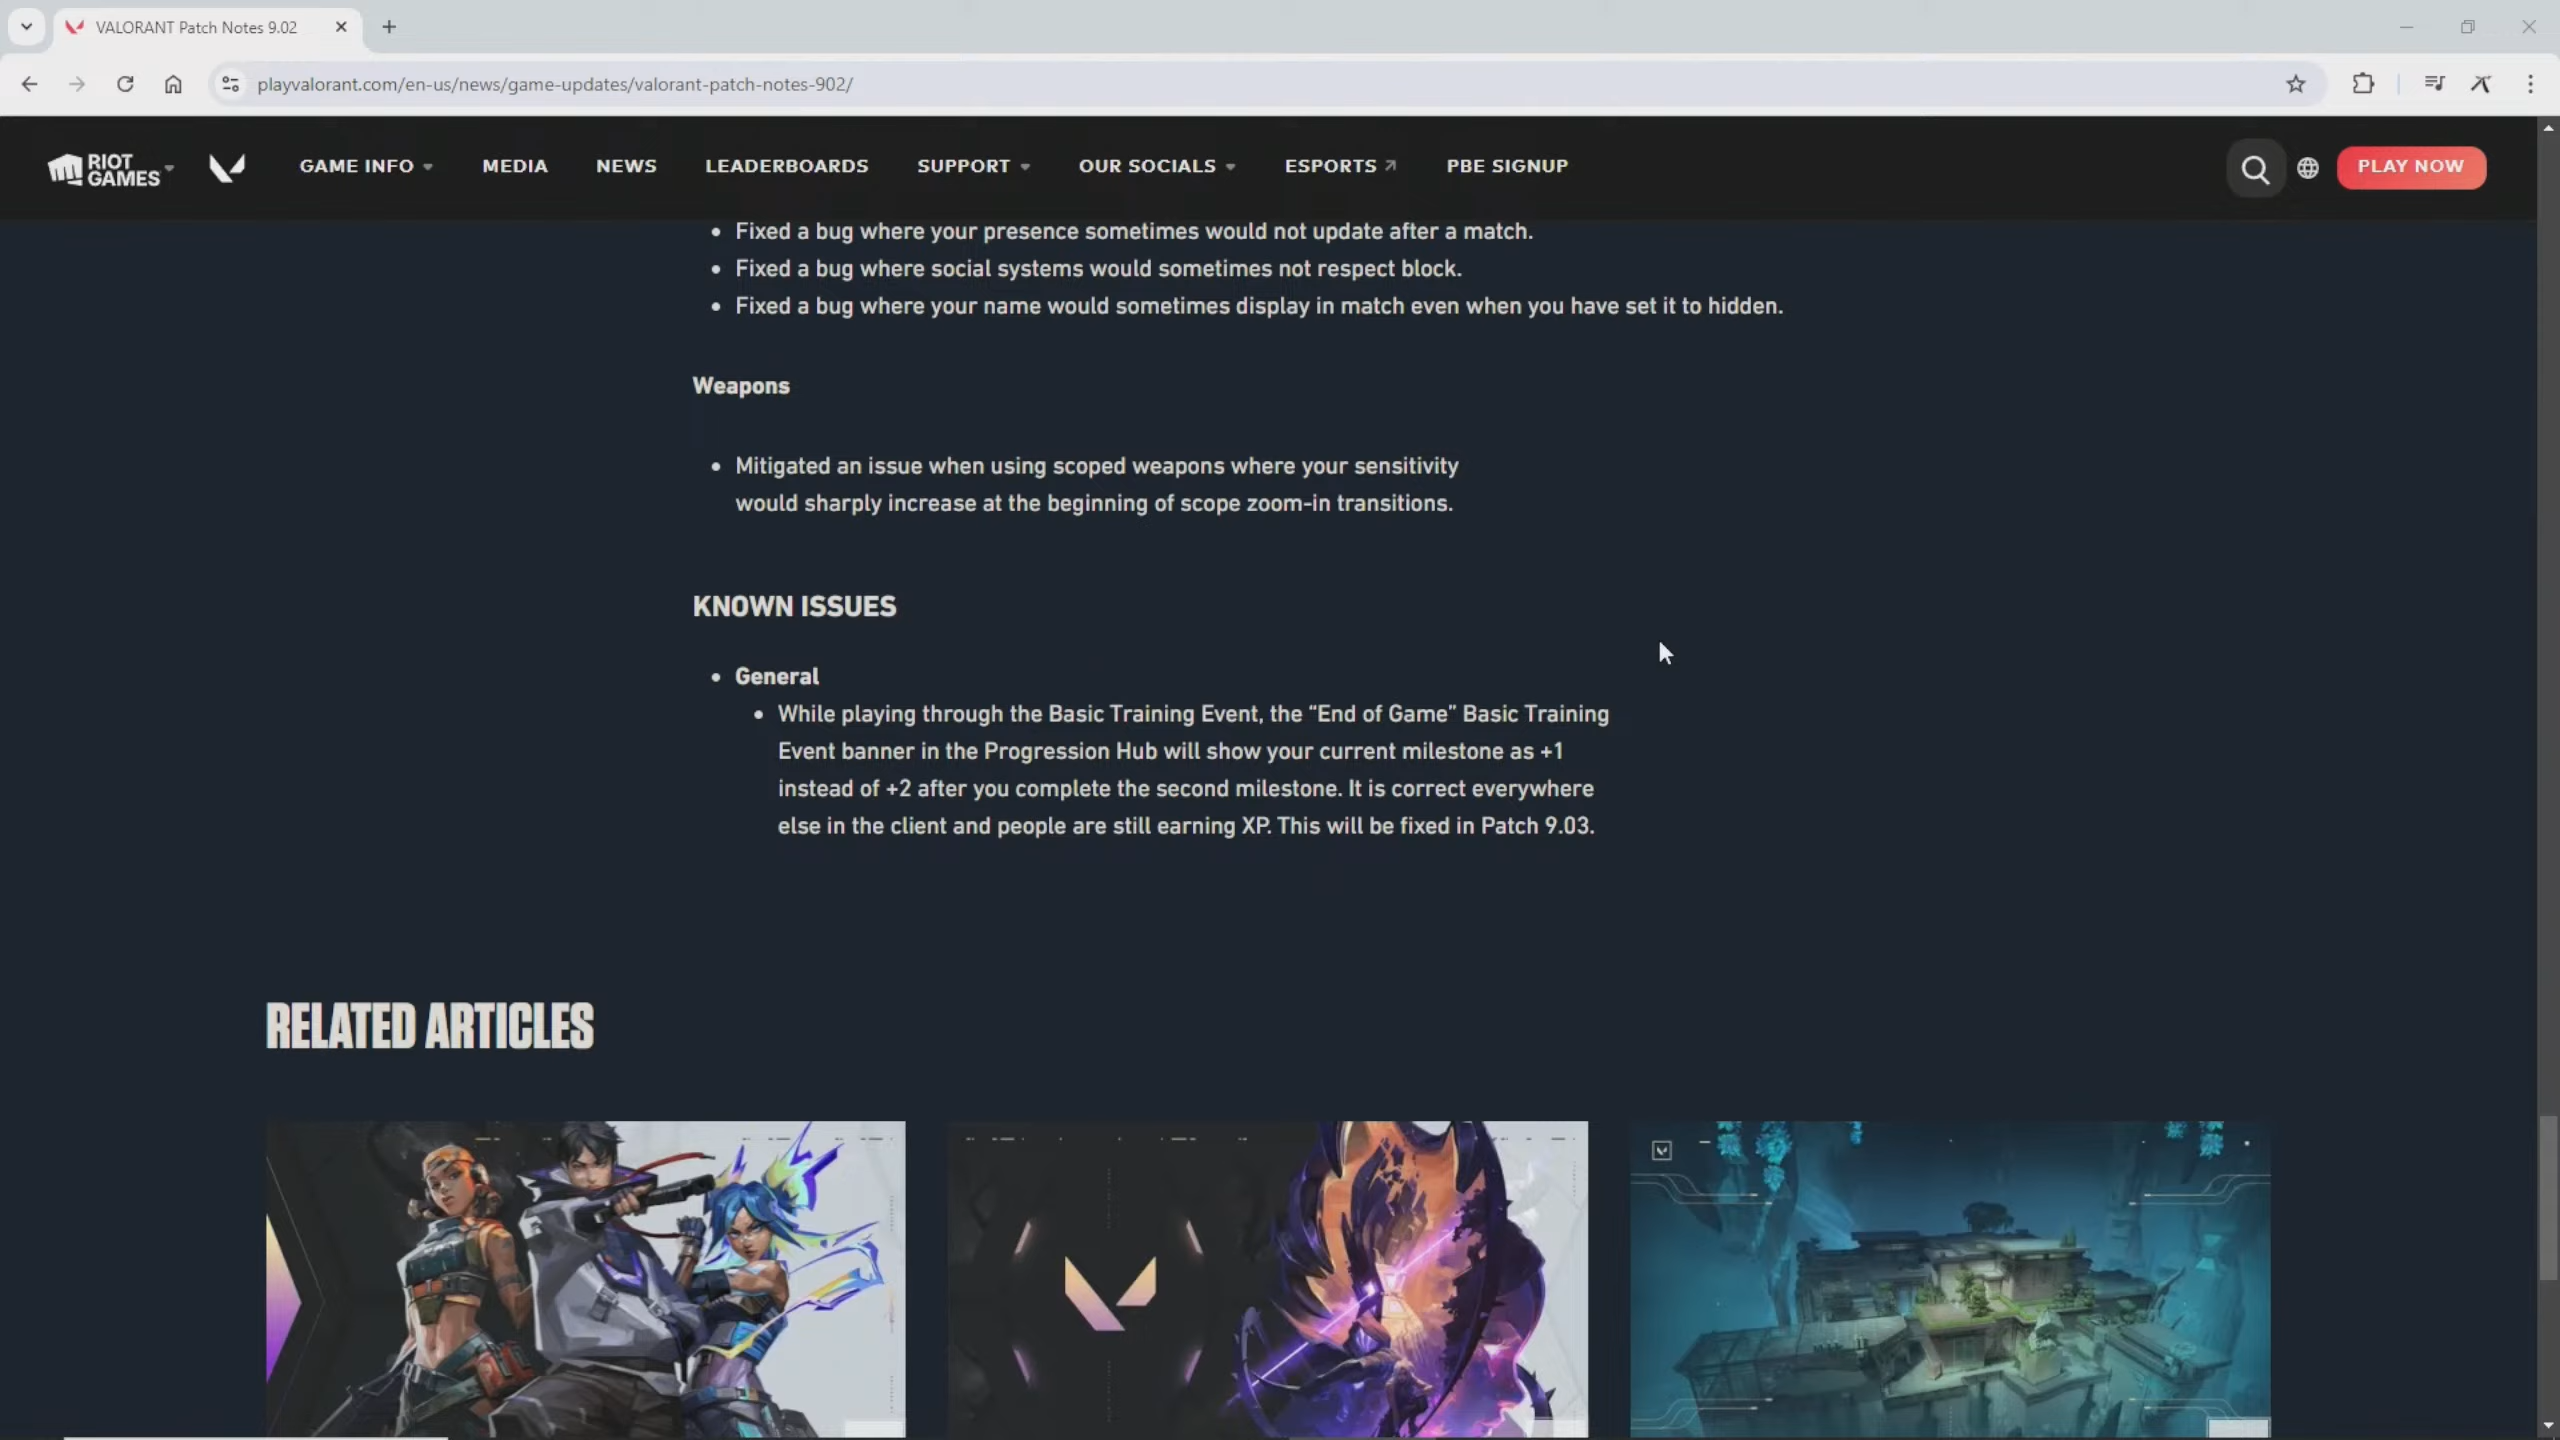 VALORANT Patch Notes 9.02
playvalorant.com/en-us/news/game-updates/valorant-patch-notes-902/
RIOT GAMES
GAME INFO
MEDIA
NEWS
LEADERBOARDS
SUPPORT
OUR SOCIALS
ESPORTS
PBE SIGNUP
PLAY NOW
• Fixed a bug where your presence sometimes would not update after a match.
• Fixed a bug where social systems would sometimes not respect block.
• Fixed a bug where your name would sometimes display in match even when you have set it to hidden.
Weapons
• Mitigated an issue when using scoped weapons where your sensitivity
would sharply increase at the beginning of scope zoom-in transitions.
KNOWN ISSUES
• General
• While playing through the Basic Training Event, the “End of Game” Basic Training
Event banner in the Progression Hub will show your current milestone as +1
instead of +2 after you complete the second milestone. It is correct everywhere
else in the client and people are still earning XP. This will be fixed in Patch 9.03.
RELATED ARTICLES